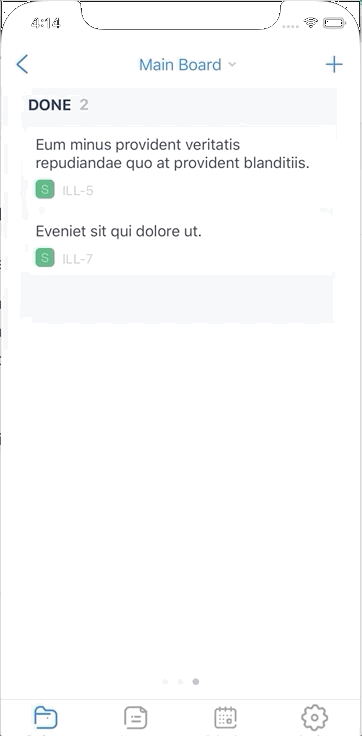 4:14
Main Board
DONE 2
Eum minus provident veritatis
repudiandae quo at provident blanditiis.
S ILL-5
Eveniet sit qui dolore ut.
S ILL-7